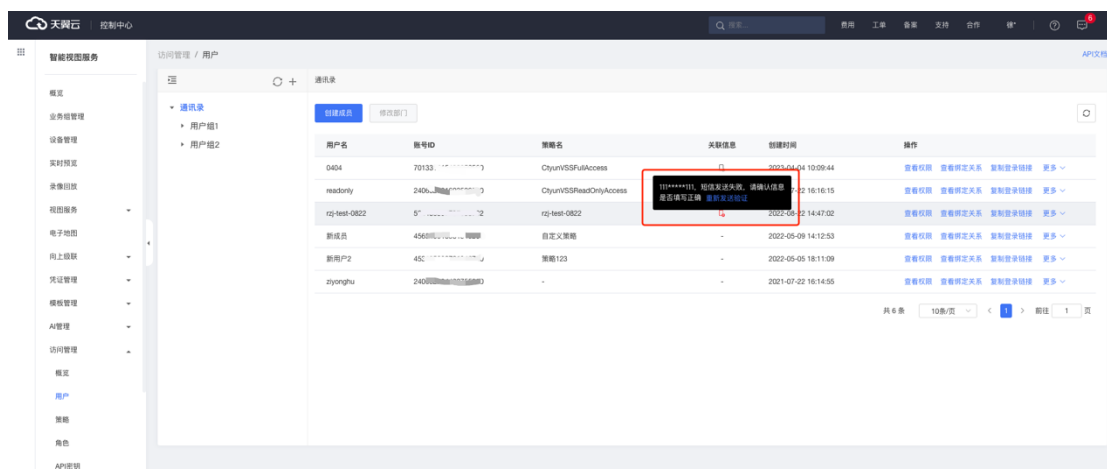 天翼云 控制中心 搜索... 费用 工单 备案 支持 合作 6
智能视图服务
访问管理 / 用户 API文档
概览
业务组管理
设备管理
实时预览
录像回放
视图服务
电子地图
向上级联
凭证管理
模板管理
AI管理
访问管理
概览
用户
策略
角色
API密钥
通讯录
用户组1
用户组2
通讯录
创建成员 修改部门
用户名 账号ID 策略名 关联信息 创建时间 操作
0404 70133 CtyunVSSFullAccess 2023-04-04 10:09:44 查看权限 查看绑定关系 复制登录链接 更多
readonly CtyunVSSReadOnlyAccess 22 16:16:15 查看权限 查看绑定关系 复制登录链接 更多
111*****111，短信发送失败，请确认信息
是否填写正确 重新发送验证
rzj-test-0822 rzj-test-0822 2022-08-22 14:47:02 查看权限 查看绑定关系 复制登录链接 更多
新成员 自定义策略 - 2022-05-09 14:12:53 查看权限 查看绑定关系 复制登录链接 更多
新用户2 策略123 - 2022-05-05 18:11:09 查看权限 查看绑定关系 复制登录链接 更多
ziyonghu - - 2021-07-22 16:14:55 查看权限 查看绑定关系 复制登录链接 更多
共 6 条 10条/页 1 前往 1 页